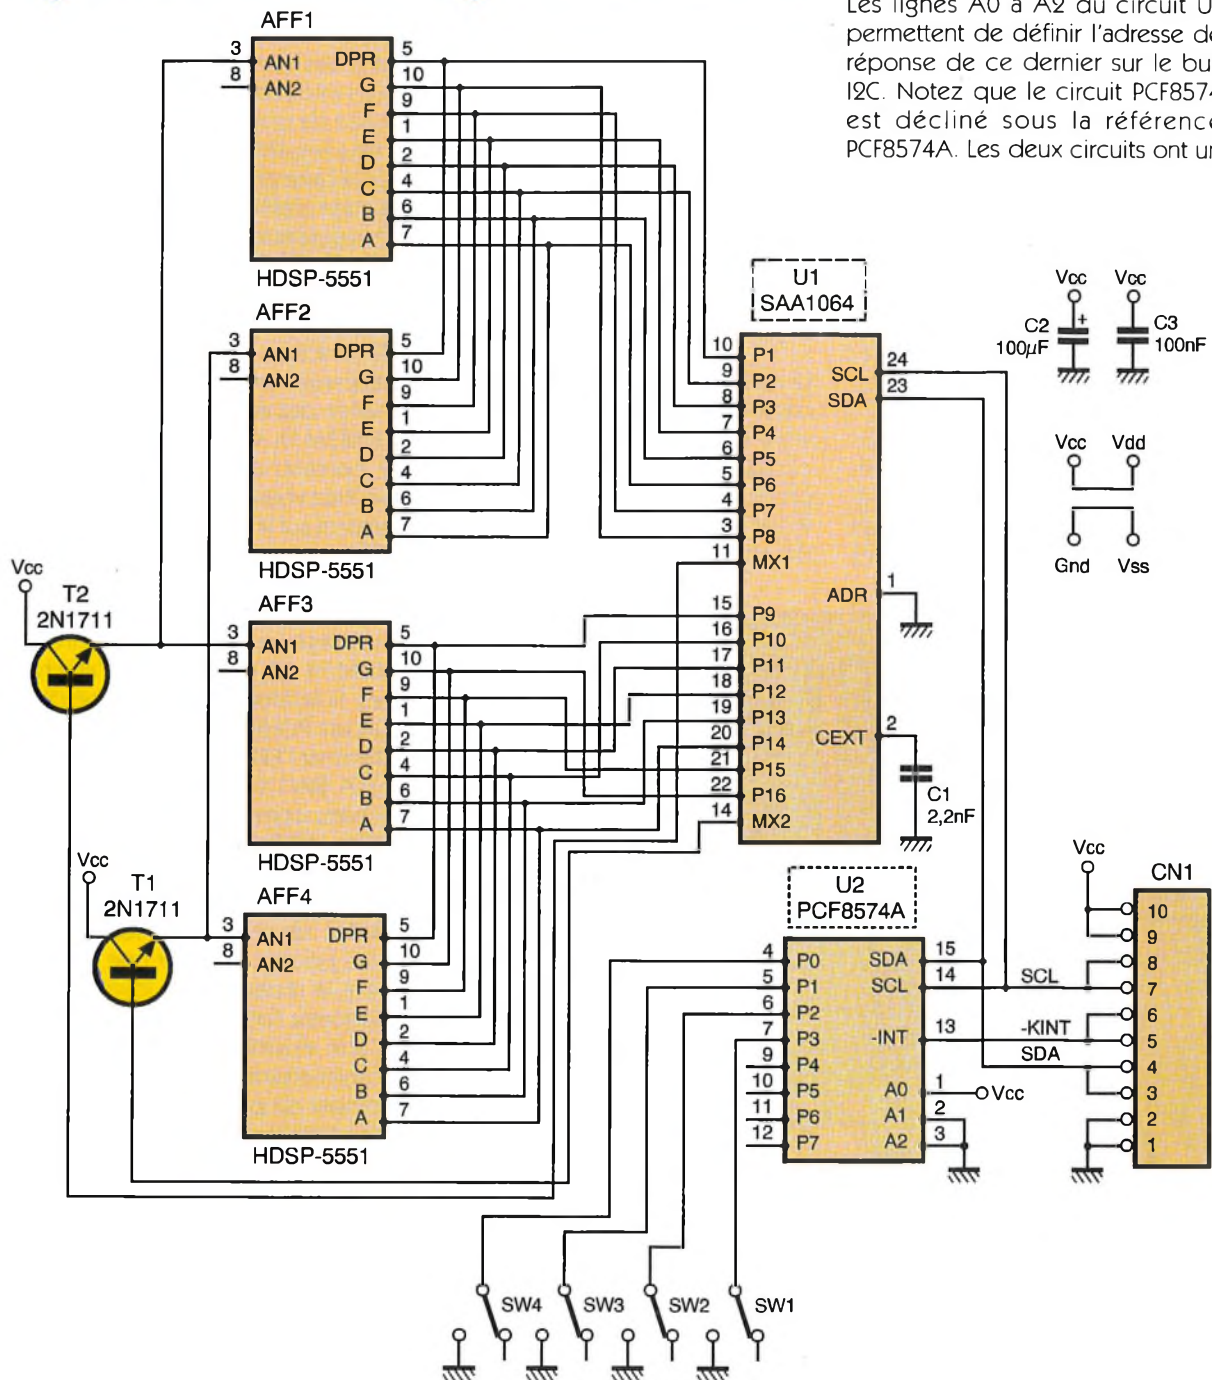 Les lignes A0 à A2 du circuit U
permettent de définir l'adresse de
réponse de ce dernier sur le bu
I2C. Notez que le circuit PCF8574
est décliné sous la référence
PCF8574A. Les deux circuits ont un
AFF1
3 AN1 DPR 5
8 AN2 G 10
F 9
E 1
D 2
C 4
B 6
A 7
HDSP-5551
AFF2
3 AN1 DPR 5
8 AN2 G 10
F 9
E 1
D 2
C 4
B 6
A 7
HDSP-5551
Vcc
T2
2N1711
AFF3
3 AN1 DPR 5
8 AN2 G 10
F 9
E 1
D 2
C 4
B 6
A 7
HDSP-5551
Vcc
T1
2N1711
AFF4
3 AN1 DPR 5
8 AN2 G 10
F 9
E 1
D 2
C 4
B 6
A 7
HDSP-5551
U1
SAA1064
10 P1
9 P2
8 P3
7 P4
6 P5
5 P6
4 P7
3 P8
11 MX1
15 P9
16 P10
17 P11
18 P12
19 P13
20 P14
21 P15
22 P16
14 MX2
SCL 24
SDA 23
ADR 1
CEXT 2
C1
2,2nF
Vcc Vcc
C2 + C3
100µF 100nF
Vcc Vdd
Gnd Vss
U2
PCF8574A
4 P0 SDA 15
5 P1 SCL 14
6 P2
7 P3 -INT 13
9 P4
10 P5 A0 1 Vcc
11 P6 A1 2
12 P7 A2 3
SCL
-KINT
SDA
Vcc
CN1
10
9
8
7
6
5
4
3
2
1
SW4 SW3 SW2 SW1